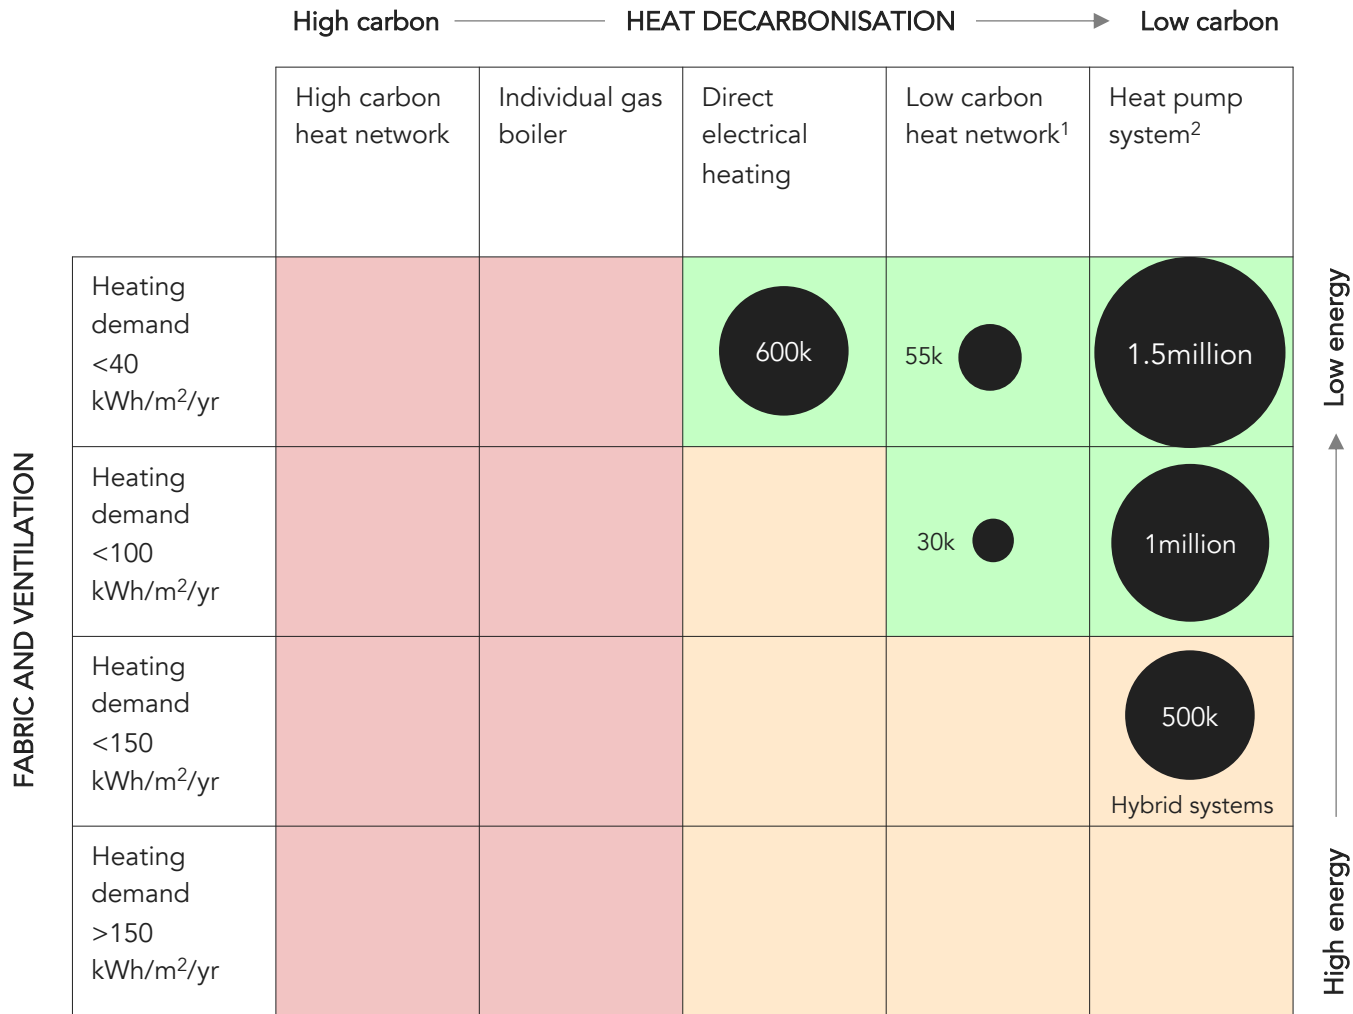 High carbon HEAT DECARBONISATION Low carbon
High carbon
heat network
Individual gas
boiler
Direct
electrical
heating
Low carbon
heat network¹
Heat pump
system²
FABRIC AND VENTILATION
Heating
demand
<40
kWh/m²/yr
600k
55k
1.5million
Heating
demand
<100
kWh/m²/yr
30k
1million
Heating
demand
<150
kWh/m²/yr
500k
Hybrid systems
Heating
demand
>150
kWh/m²/yr
Low energy
High energy